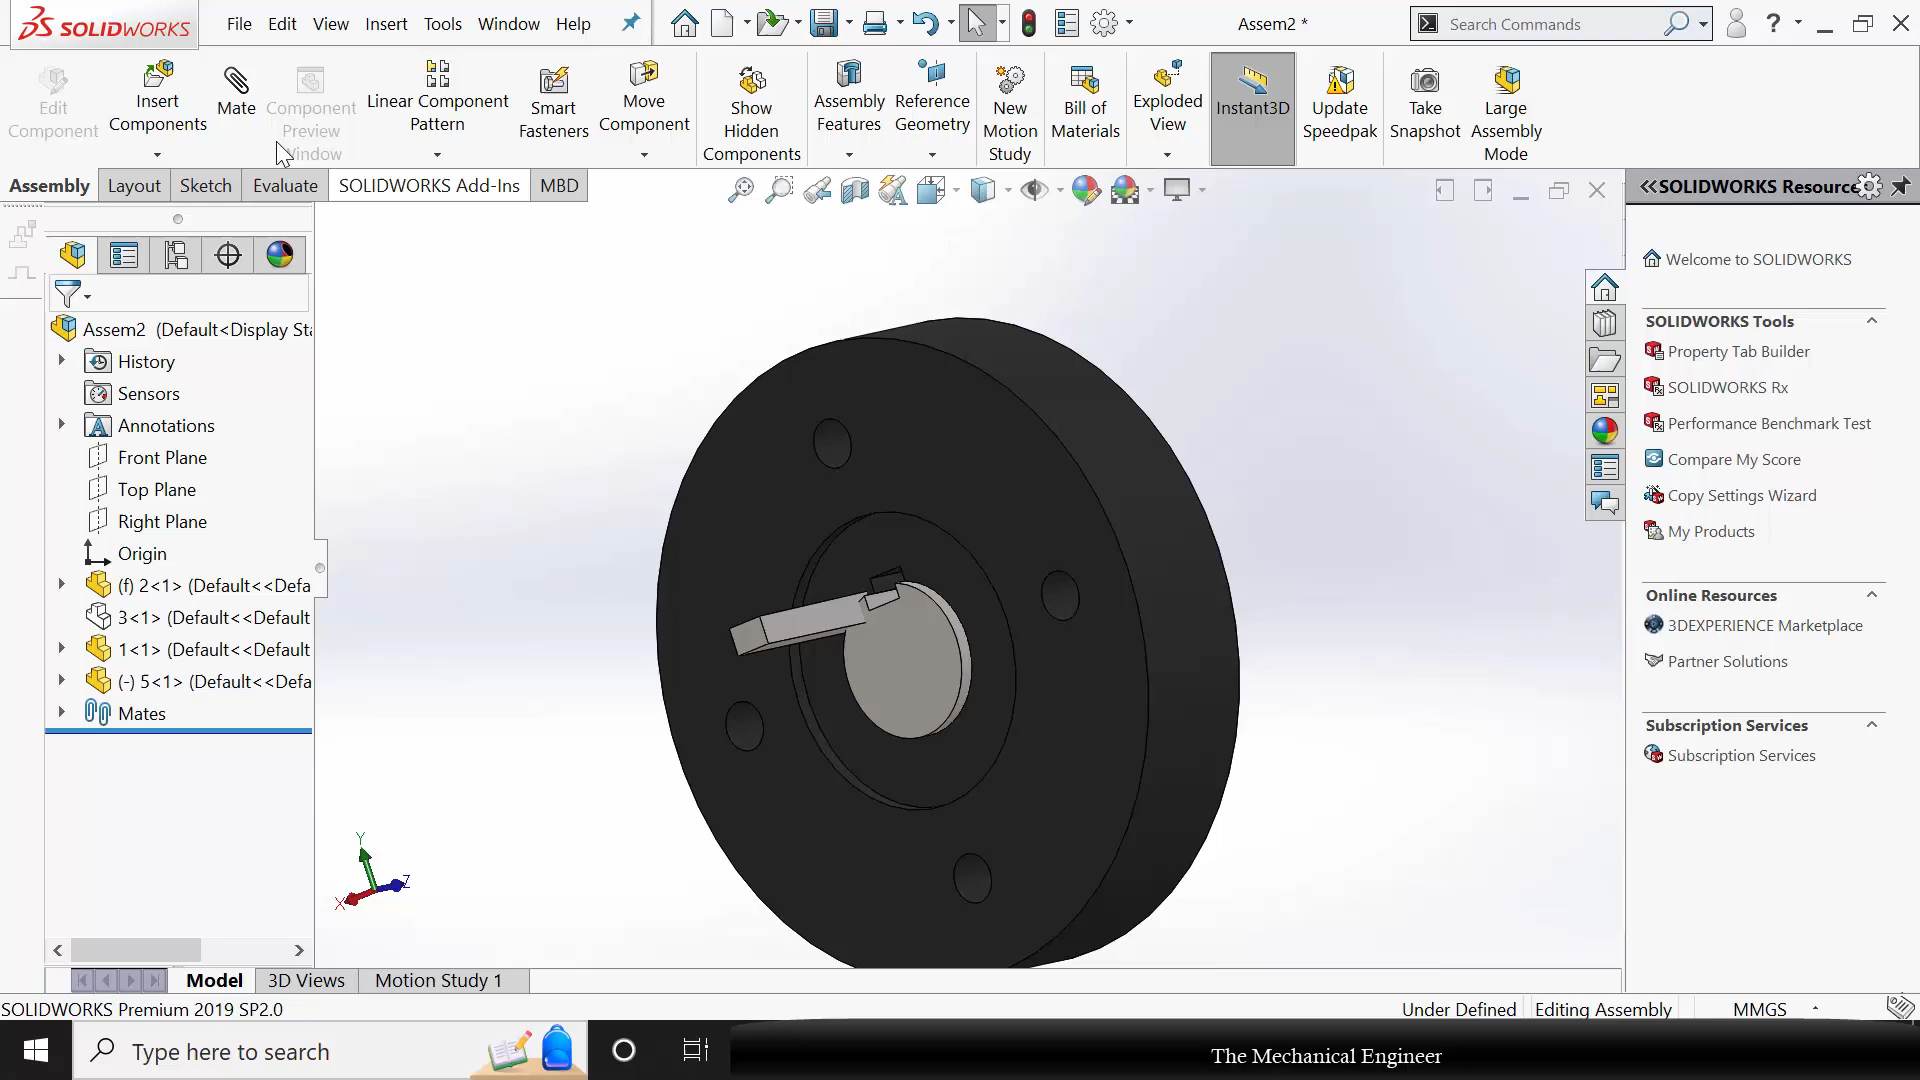 SOLIDWORKS
File Edit View Insert Tools Window Help
Assem2 *
Search Commands
Edit Component
Insert Components
Mate
Component Preview Window
Linear Component Pattern
Smart Fasteners
Move Component
Show Hidden Components
Assembly Features
Reference Geometry
New Motion Study
Bill of Materials
Exploded View
Instant3D
Update Speedpak
Take Snapshot
Large Assembly Mode
Assembly Layout Sketch Evaluate SOLIDWORKS Add-Ins MBD
Assem2 (Default<Display Sta
History
Sensors
Annotations
Front Plane
Top Plane
Right Plane
Origin
(f) 2<1> (Default<<Defa
3<1> (Default<<Default
1<1> (Default<<Default
(-) 5<1> (Default<<Defa
Mates
Y
Z
X
SOLIDWORKS Resource
Welcome to SOLIDWORKS
SOLIDWORKS Tools
Property Tab Builder
SOLIDWORKS Rx
Performance Benchmark Test
Compare My Score
Copy Settings Wizard
My Products
Online Resources
3DEXPERIENCE Marketplace
Partner Solutions
Subscription Services
Subscription Services
Model 3D Views Motion Study 1
SOLIDWORKS Premium 2019 SP2.0
Under Defined Editing Assembly MMGS
Type here to search
The Mechanical Engineer